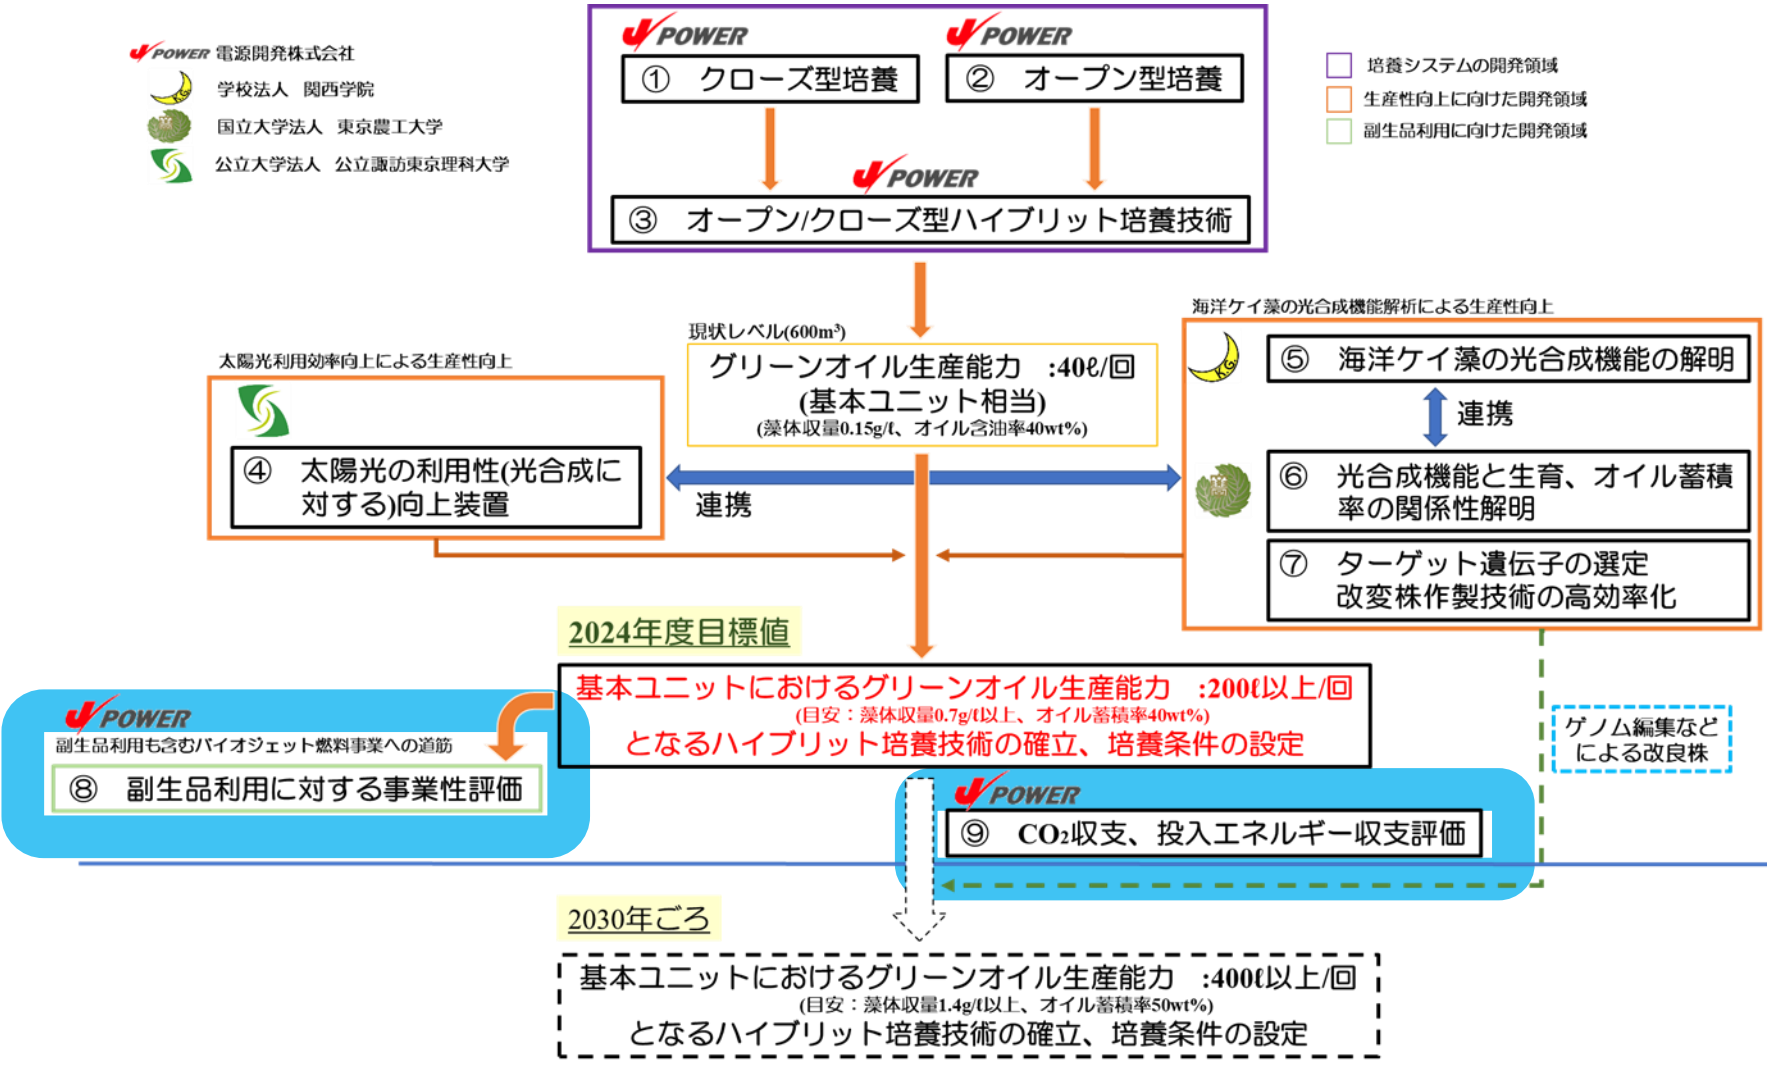 POWER 電源開発株式会社
学校法人 関西学院
国立大学法人 東京農工大学
公立大学法人 公立諏訪東京理科大学
POWER
① クローズ型培養
POWER
② オープン型培養
POWER
③ オープン/クローズ型ハイブリット培養技術
培養システムの開発領域
生産性向上に向けた開発領域
副生品利用に向けた開発領域
現状レベル(600m³)
グリーンオイル生産能力 :40ℓ/回
(基本ユニット相当)
(藻体収量0.15g/ℓ、オイル含油率40wt%)
太陽光利用効率向上による生産性向上
④ 太陽光の利用性(光合成に
対する)向上装置
連携
海洋ケイ藻の光合成機能解析による生産性向上
K.G.
⑤ 海洋ケイ藻の光合成機能の解明
連携
⑥ 光合成機能と生育、オイル蓄積
率の関係性解明
⑦ ターゲット遺伝子の選定
改変株作製技術の高効率化
2024年度目標値
基本ユニットにおけるグリーンオイル生産能力 :200ℓ以上/回
(目安：藻体収量0.7g/ℓ以上、オイル蓄積率40wt%)
となるハイブリット培養技術の確立、培養条件の設定
POWER
副生品利用も含むバイオジェット燃料事業への道筋
⑧ 副生品利用に対する事業性評価
POWER
⑨ CO₂収支、投入エネルギー収支評価
ゲノム編集など
による改良株
2030年ごろ
基本ユニットにおけるグリーンオイル生産能力 :400ℓ以上/回
(目安：藻体収量1.4g/ℓ以上、オイル蓄積率50wt%)
となるハイブリット培養技術の確立、培養条件の設定